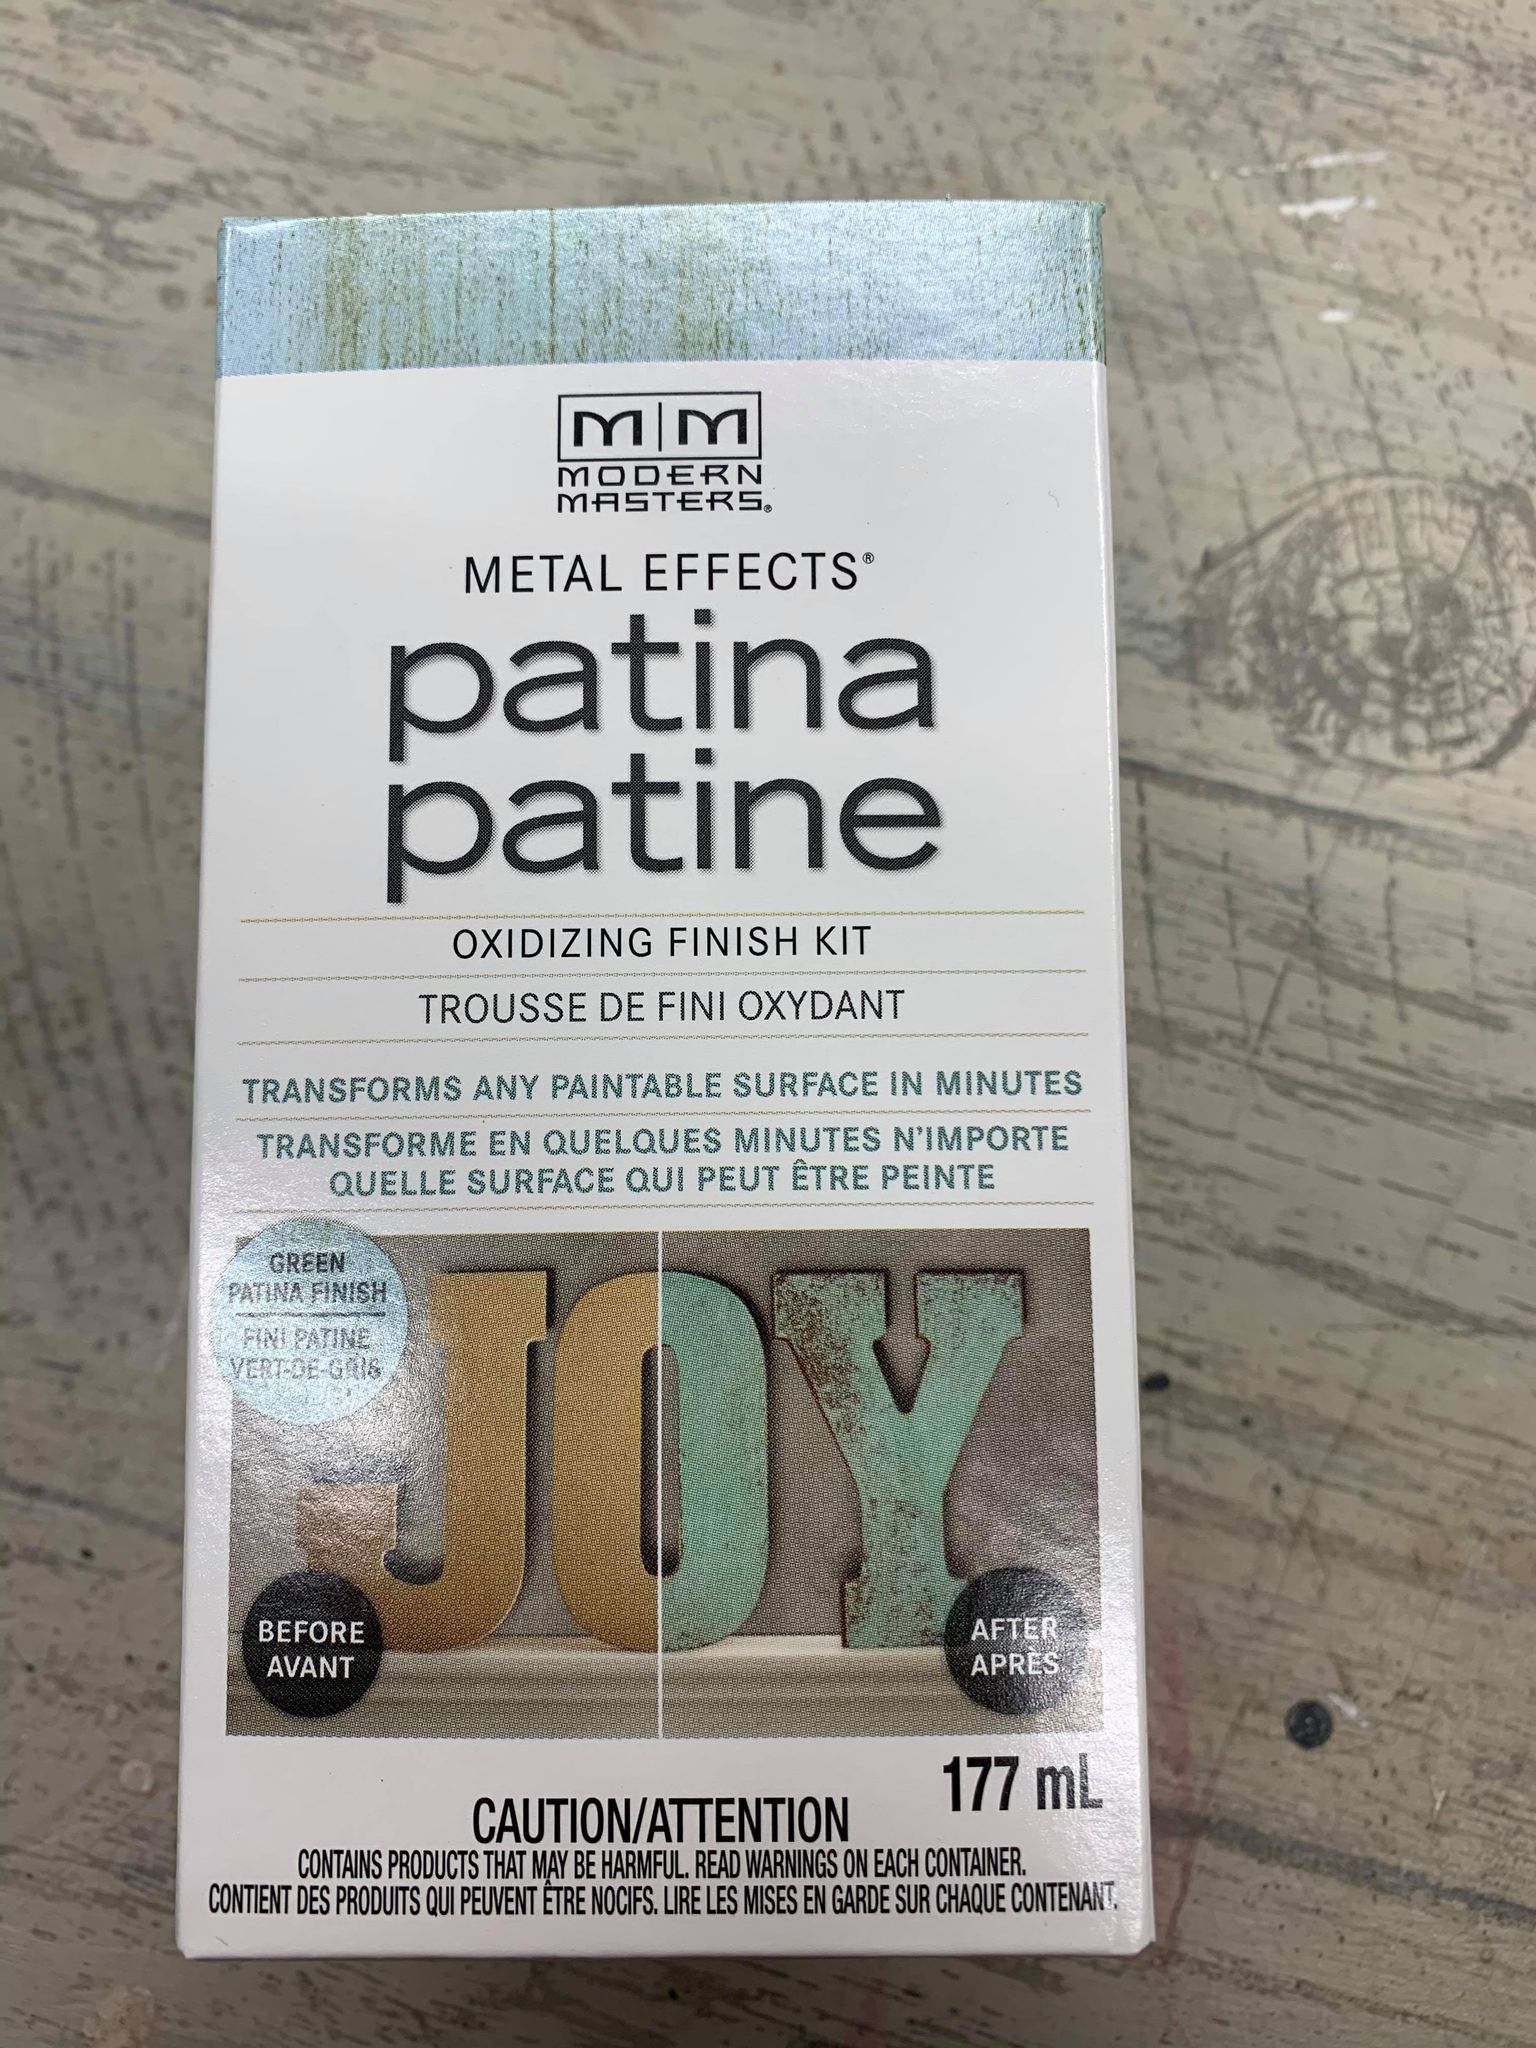 M|M
MODERN
MASTERS®
METAL EFFECTS®
patina
patine
OXIDIZING FINISH KIT
TROUSSE DE FINI OXYDANT
TRANSFORMS ANY PAINTABLE SURFACE IN MINUTES
TRANSFORME EN QUELQUES MINUTES N'IMPORTE
QUELLE SURFACE QUI PEUT ÊTRE PEINTE
GREEN
PATINA FINISH
FINI PATINE
VERT-DE-GRIS
JOY
BEFORE
AVANT
AFTER
APRÈS
177 mL
CAUTION/ATTENTION
CONTAINS PRODUCTS THAT MAY BE HARMFUL. READ WARNINGS ON EACH CONTAINER.
CONTIENT DES PRODUITS QUI PEUVENT ÊTRE NOCIFS. LIRE LES MISES EN GARDE SUR CHAQUE CONTENANT.